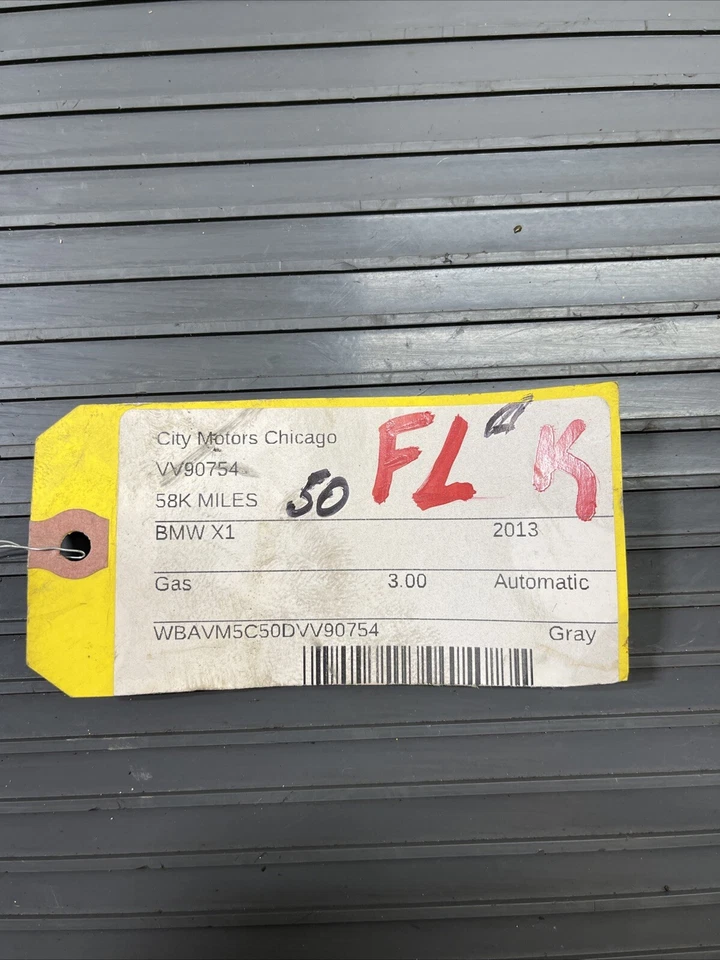 City Motors Chicago
VV90754
58K MILES
50
FL
K
BMW X1
2013
Gas
3.00
Automatic
WBAVM5C50DVV90754
Gray